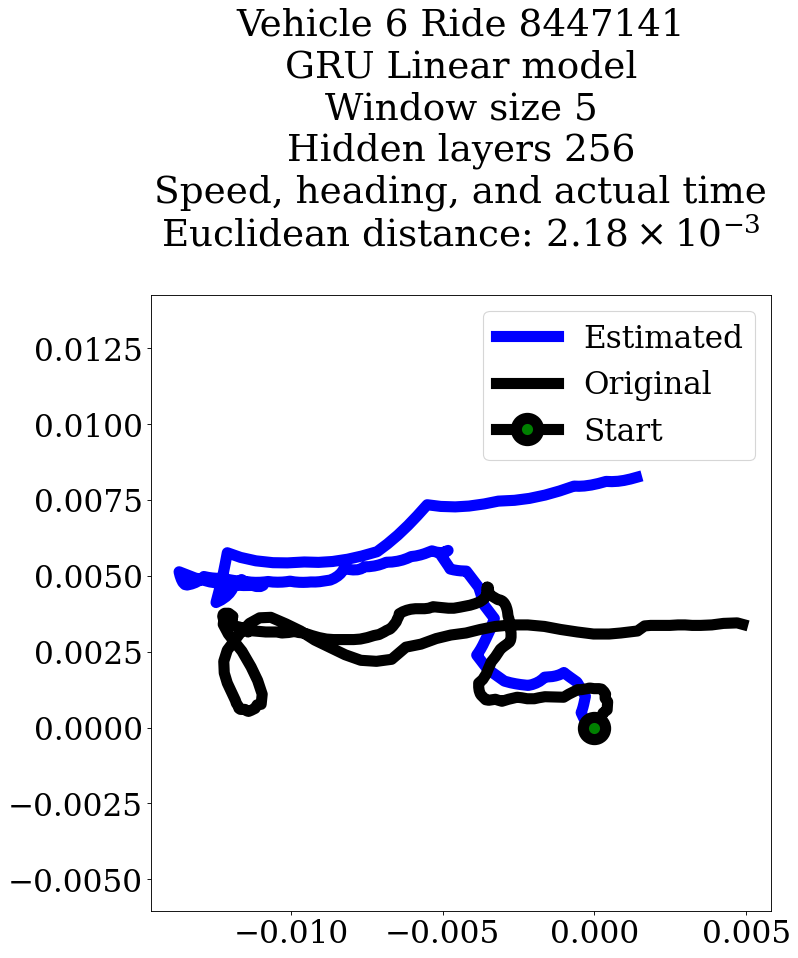 Vehicle 6 Ride 8447141
GRU Linear model
Window size 5
Hidden layers 256
Speed, heading, and actual time
Euclidean distance: 2.18 × 10⁻³
Estimated
Original
Start
0.0125
0.0100
0.0075
0.0050
0.0025
0.0000
−0.0025
−0.0050
−0.010
−0.005
0.000
0.005